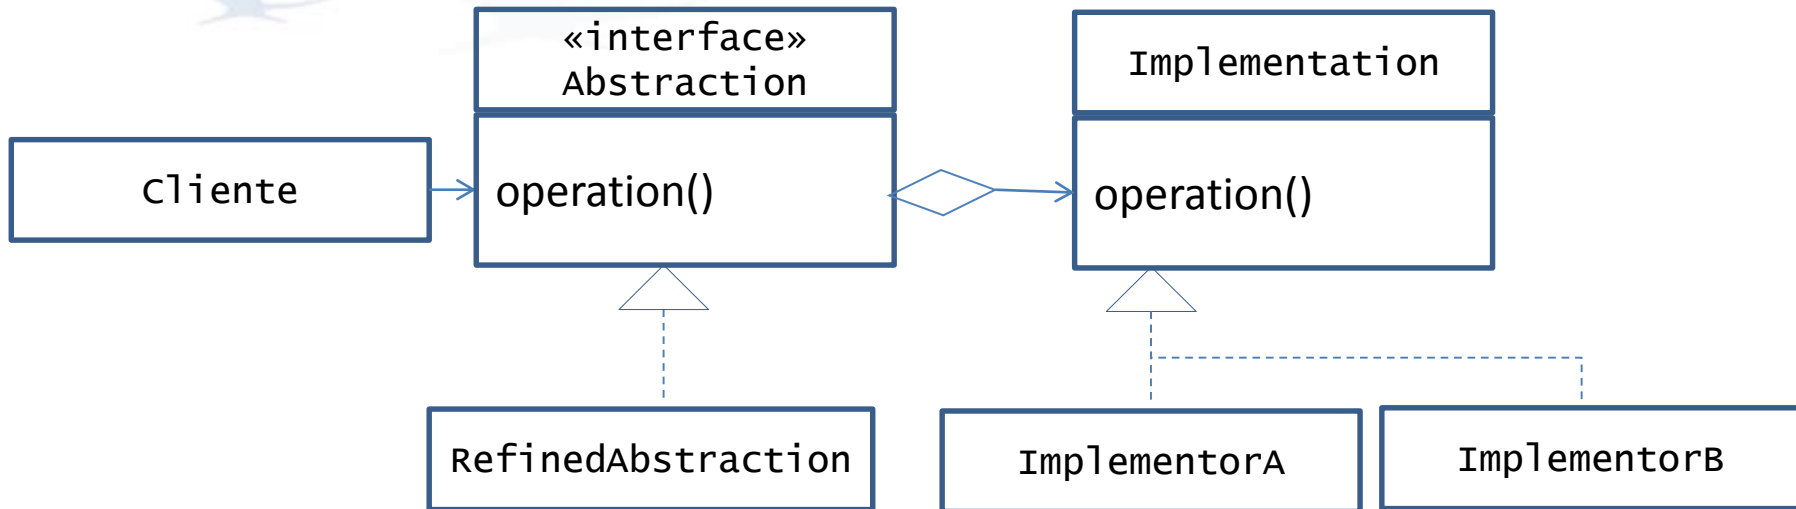 «interface»
Abstraction
Implementation
Cliente
operation()
operation()
RefinedAbstraction
ImplementorA
ImplementorB